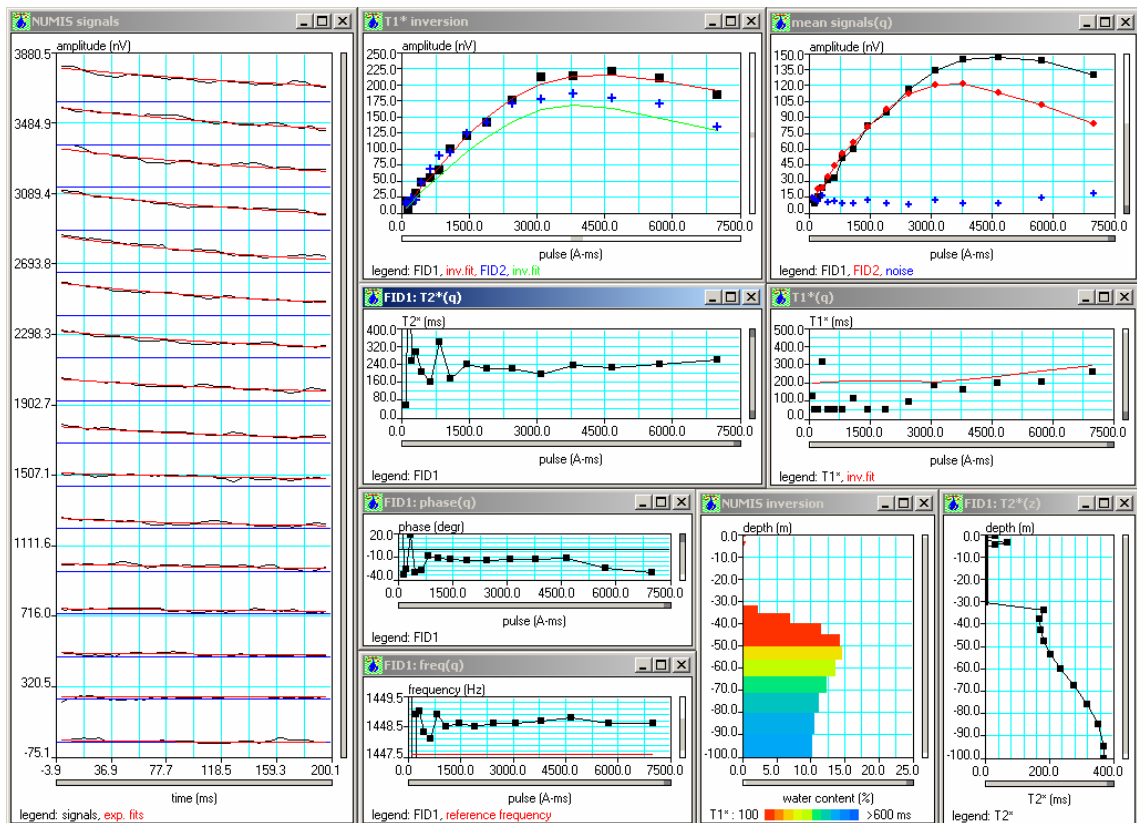 NUMIS signals
amplitude (nV)
3880.5
3484.9
3089.4
2693.8
2298.3
1902.7
1507.1
1111.6
716.0
320.5
-75.1
-3.9 36.9 77.7 118.5 159.3 200.1
time (ms)
legend: signals, exp. fits
T1* inversion
amplitude (nV)
250.0
225.0
200.0
175.0
150.0
125.0
100.0
75.0
50.0
25.0
0.0
0.0 1500.0 3000.0 4500.0 6000.0 7500.0
pulse (A-ms)
legend: FID1, inv.fit, FID2, inv.fit
mean signals(q)
amplitude (nV)
150.0
135.0
120.0
105.0
90.0
75.0
60.0
45.0
30.0
15.0
0.0
0.0 1500.0 3000.0 4500.0 6000.0 7500.0
pulse (A-ms)
legend: FID1, FID2, noise
FID1: T2*(q)
T2* (ms)
400.0
320.0
240.0
160.0
80.0
0.0
0.0 1500.0 3000.0 4500.0 6000.0 7500.0
pulse (A-ms)
legend: FID1
T1*(q)
T1* (ms)
500.0
400.0
300.0
200.0
100.0
0.0
0.0 1500.0 3000.0 4500.0 6000.0 7500.0
pulse (A-ms)
legend: T1*, inv.fit
FID1: phase(q)
phase (degr)
20.0
-10.0
-40.0
0.0 1500.0 3000.0 4500.0 6000.0 7500.0
pulse (A-ms)
legend: FID1
FID1: freq(q)
frequency (Hz)
1449.5
1448.5
1447.5
0.0 1500.0 3000.0 4500.0 6000.0 7500.0
pulse (A-ms)
legend: FID1, reference frequency
NUMIS inversion
depth (m)
0.0
-10.0
-20.0
-30.0
-40.0
-50.0
-60.0
-70.0
-80.0
-90.0
-100.0
0.0 5.0 10.0 15.0 20.0 25.0
water content (%)
T1* : 100 >600 ms
FID1: T2*(z)
depth (m)
0.0
-10.0
-20.0
-30.0
-40.0
-50.0
-60.0
-70.0
-80.0
-90.0
-100.0
0.0 200.0 400.0
T2* (ms)
legend: T2*